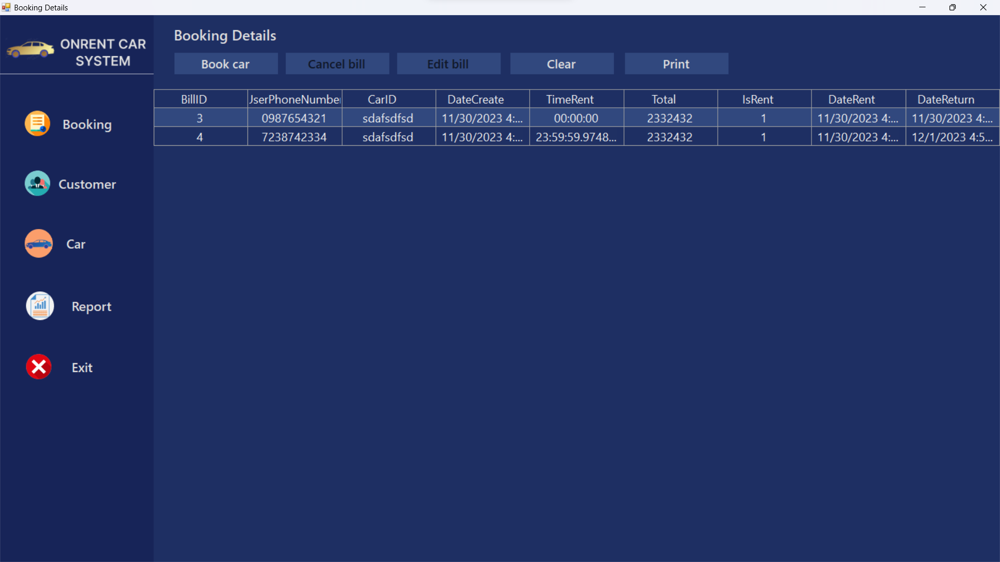 Booking Details
ONRENT CAR
SYSTEM
Booking
Customer
Car
Report
Exit
Booking Details
Book car Cancel bill Edit bill Clear Print
BillID JserPhoneNumber CarID DateCreate TimeRent Total IsRent DateRent DateReturn
3 0987654321 sdafsdfsd 11/30/2023 4:... 00:00:00 2332432 1 11/30/2023 4:... 11/30/2023 4:...
4 7238742334 sdafsdfsd 11/30/2023 4:... 23:59:59.9748... 2332432 1 11/30/2023 4:... 12/1/2023 4:5...